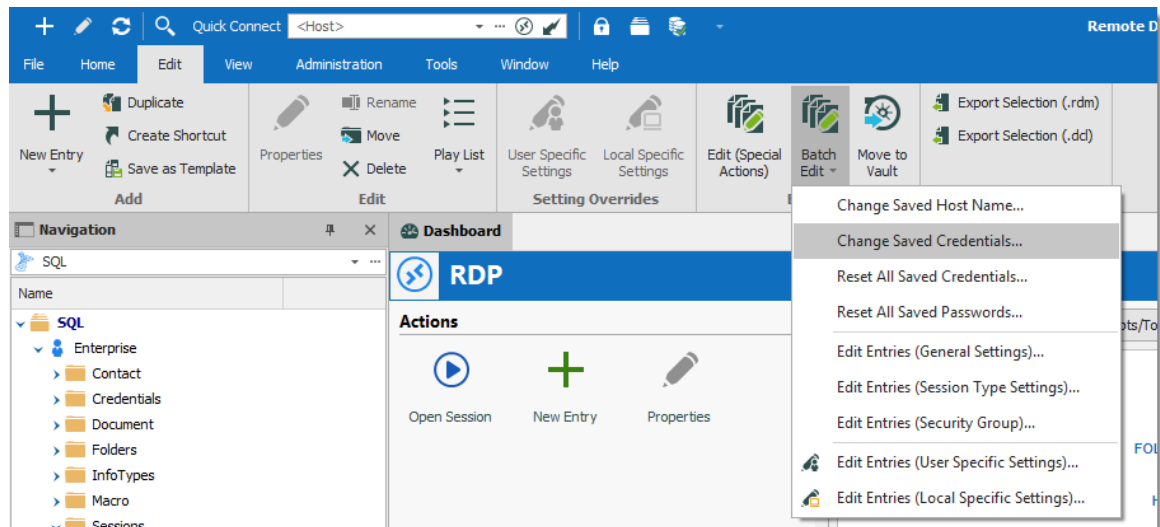 Quick Connect <Host>
Remote D
File Home Edit View Administration Tools Window Help
New Entry
Duplicate
Create Shortcut
Save as Template
Add
Properties
Rename
Move
Delete
Play List
Edit
User Specific
Settings
Local Specific
Settings
Setting Overrides
Edit (Special
Actions)
Batch
Edit
Move to
Vault
Export Selection (.rdm)
Export Selection (.dcl)
Change Saved Host Name...
Change Saved Credentials...
Reset All Saved Credentials...
Reset All Saved Passwords...
Edit Entries (General Settings)...
Edit Entries (Session Type Settings)...
Edit Entries (Security Group)...
Edit Entries (User Specific Settings)...
Edit Entries (Local Specific Settings)...
Navigation
SQL
Name
SQL
Enterprise
Contact
Credentials
Document
Folders
InfoTypes
Macro
Sessions
Dashboard
RDP
Actions
Open Session
New Entry
Properties